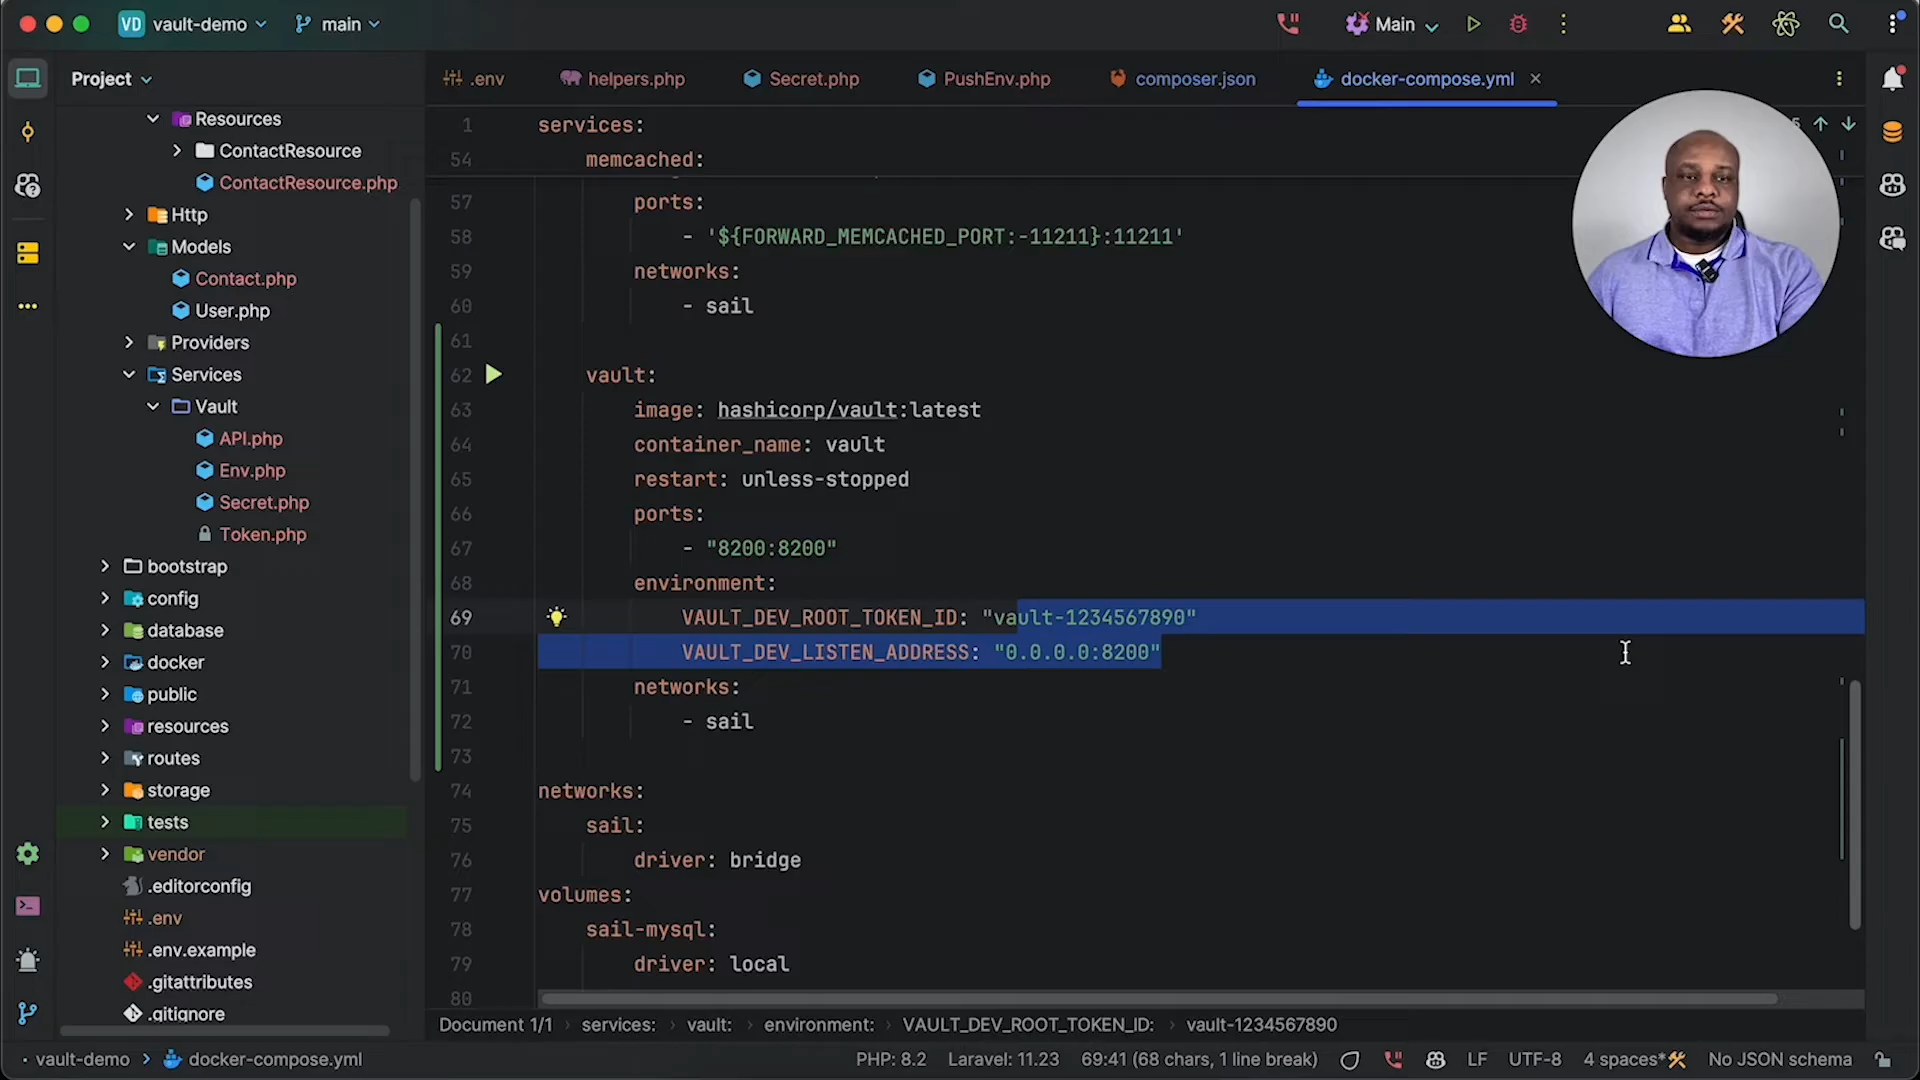 VD vault-demo main Main
Project
.env helpers.php Secret.php PushEnv.php composer.json docker-compose.yml
Resources
ContactResource
ContactResource.php
Http
Models
Contact.php
User.php
Providers
Services
Vault
API.php
Env.php
Secret.php
Token.php
bootstrap
config
database
docker
public
resources
routes
storage
tests
vendor
.editorconfig
.env
.env.example
.gitattributes
.gitignore
1 services:
54 memcached:
57 ports:
58 - '${FORWARD_MEMCACHED_PORT:-11211}:11211'
59 networks:
60 - sail
61
62 vault:
63 image: hashicorp/vault:latest
64 container_name: vault
65 restart: unless-stopped
66 ports:
67 - "8200:8200"
68 environment:
69 VAULT_DEV_ROOT_TOKEN_ID: "vault-1234567890"
70 VAULT_DEV_LISTEN_ADDRESS: "0.0.0.0:8200"
71 networks:
72 - sail
73
74 networks:
75 sail:
76 driver: bridge
77 volumes:
78 sail-mysql:
79 driver: local
80
Document 1/1 services: vault: environment: VAULT_DEV_ROOT_TOKEN_ID: vault-1234567890
vault-demo docker-compose.yml PHP: 8.2 Laravel: 11.23 69:41 (68 chars, 1 line break) LF UTF-8 4 spaces* No JSON schema